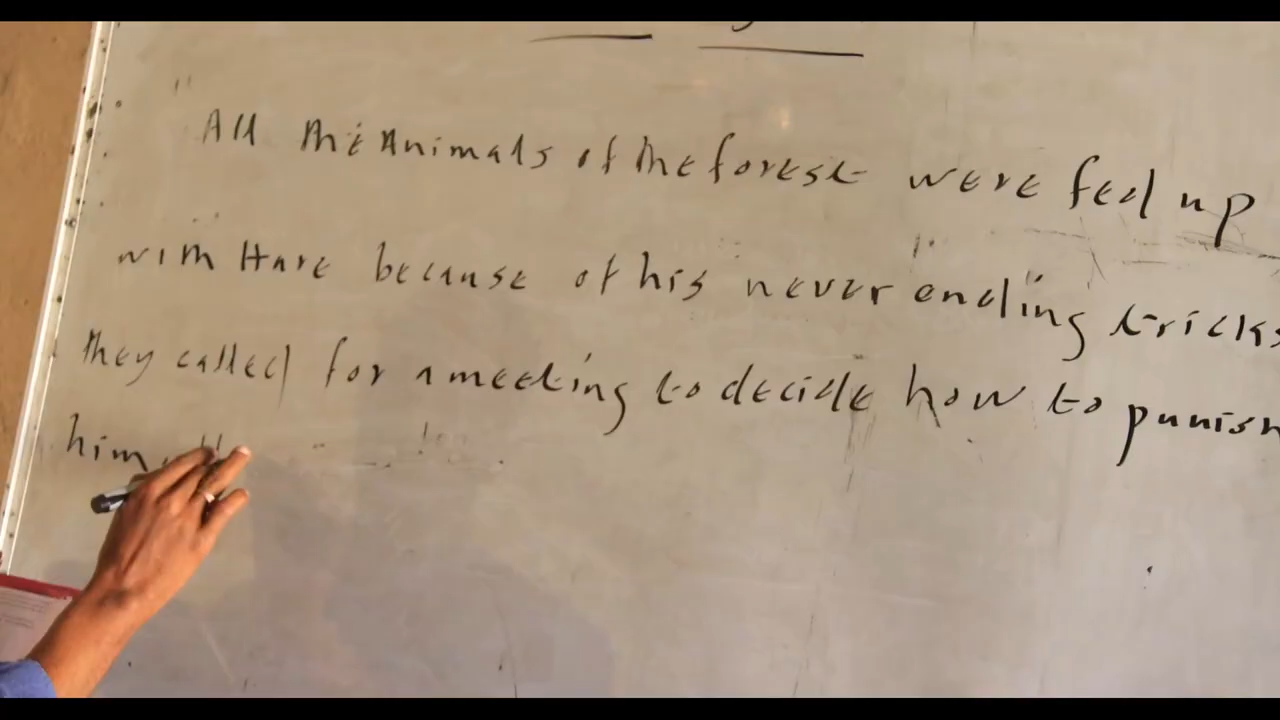 " All the Animals of the forest were fed up
with Hare because of his never ending tricks
they called for a meeting to decide how to punish
him.